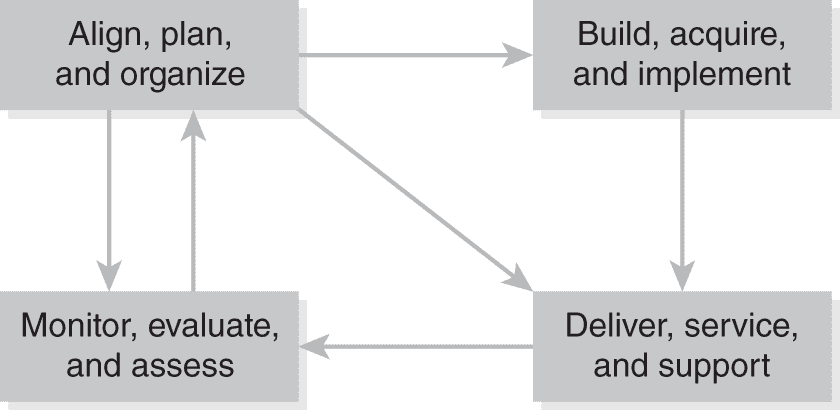 Align, plan,
and organize
Build, acquire,
and implement
Monitor, evaluate,
and assess
Deliver, service,
and support